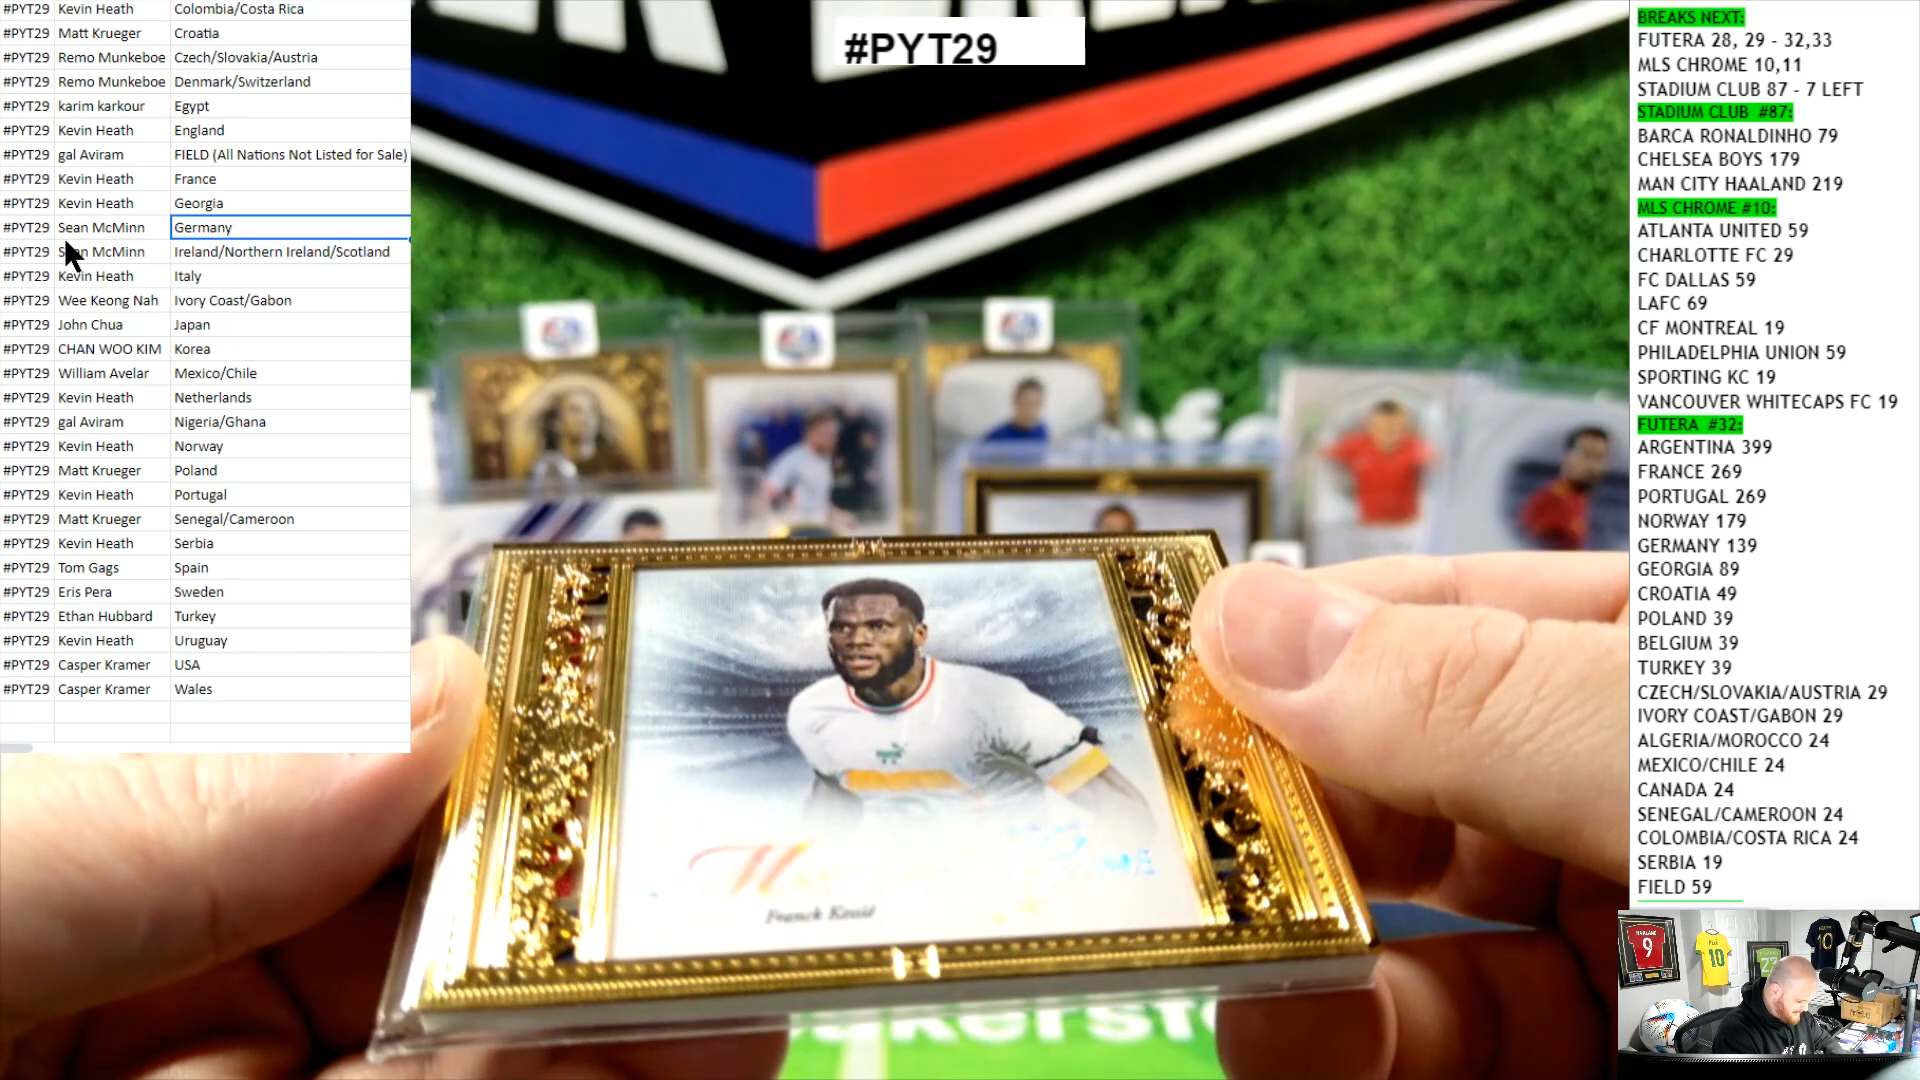 #PYT29 Kevin Heath Colombia/Costa Rica
#PYT29 Matt Krueger Croatia
#PYT29 Remo Munkeboe Czech/Slovakia/Austria
#PYT29 Remo Munkeboe Denmark/Switzerland
#PYT29 karim karkour Egypt
#PYT29 Kevin Heath England
#PYT29 gal Aviram FIELD (All Nations Not Listed for Sale)
#PYT29 Kevin Heath France
#PYT29 Kevin Heath Georgia
#PYT29 Sean McMinn Germany
#PYT29 McMinn Ireland/Northern Ireland/Scotland
#PYT29 Kevin Heath Italy
#PYT29 Wee Keong Nah Ivory Coast/Gabon
#PYT29 John Chua Japan
#PYT29 CHAN WOO KIM Korea
#PYT29 William Avelar Mexico/Chile
#PYT29 Kevin Heath Netherlands
#PYT29 gal Aviram Nigeria/Ghana
#PYT29 Kevin Heath Norway
#PYT29 Matt Krueger Poland
#PYT29 Kevin Heath Portugal
#PYT29 Matt Krueger Senegal/Cameroon
#PYT29 Kevin Heath Serbia
#PYT29 Tom Gags Spain
#PYT29 Eris Pera Sweden
#PYT29 Ethan Hubbard Turkey
#PYT29 Kevin Heath Uruguay
#PYT29 Casper Kramer USA
#PYT29 Casper Kramer Wales
#PYT29
Franck Kessié
BREAKS NEXT:
FUTERA 28, 29 - 32,33
MLS CHROME 10,11
STADIUM CLUB 87 - 7 LEFT
STADIUM CLUB #87:
BARCA RONALDINHO 79
CHELSEA BOYS 179
MAN CITY HAALAND 219
MLS CHROME #10:
ATLANTA UNITED 59
CHARLOTTE FC 29
FC DALLAS 59
LAFC 69
CF MONTREAL 19
PHILADELPHIA UNION 59
SPORTING KC 19
VANCOUVER WHITECAPS FC 19
FUTERA #32:
ARGENTINA 399
FRANCE 269
PORTUGAL 269
NORWAY 179
GERMANY 139
GEORGIA 89
CROATIA 49
POLAND 39
BELGIUM 39
TURKEY 39
CZECH/SLOVAKIA/AUSTRIA 29
IVORY COAST/GABON 29
ALGERIA/MOROCCO 24
MEXICO/CHILE 24
CANADA 24
SENEGAL/CAMEROON 24
COLOMBIA/COSTA RICA 24
SERBIA 19
FIELD 59
9
10
10